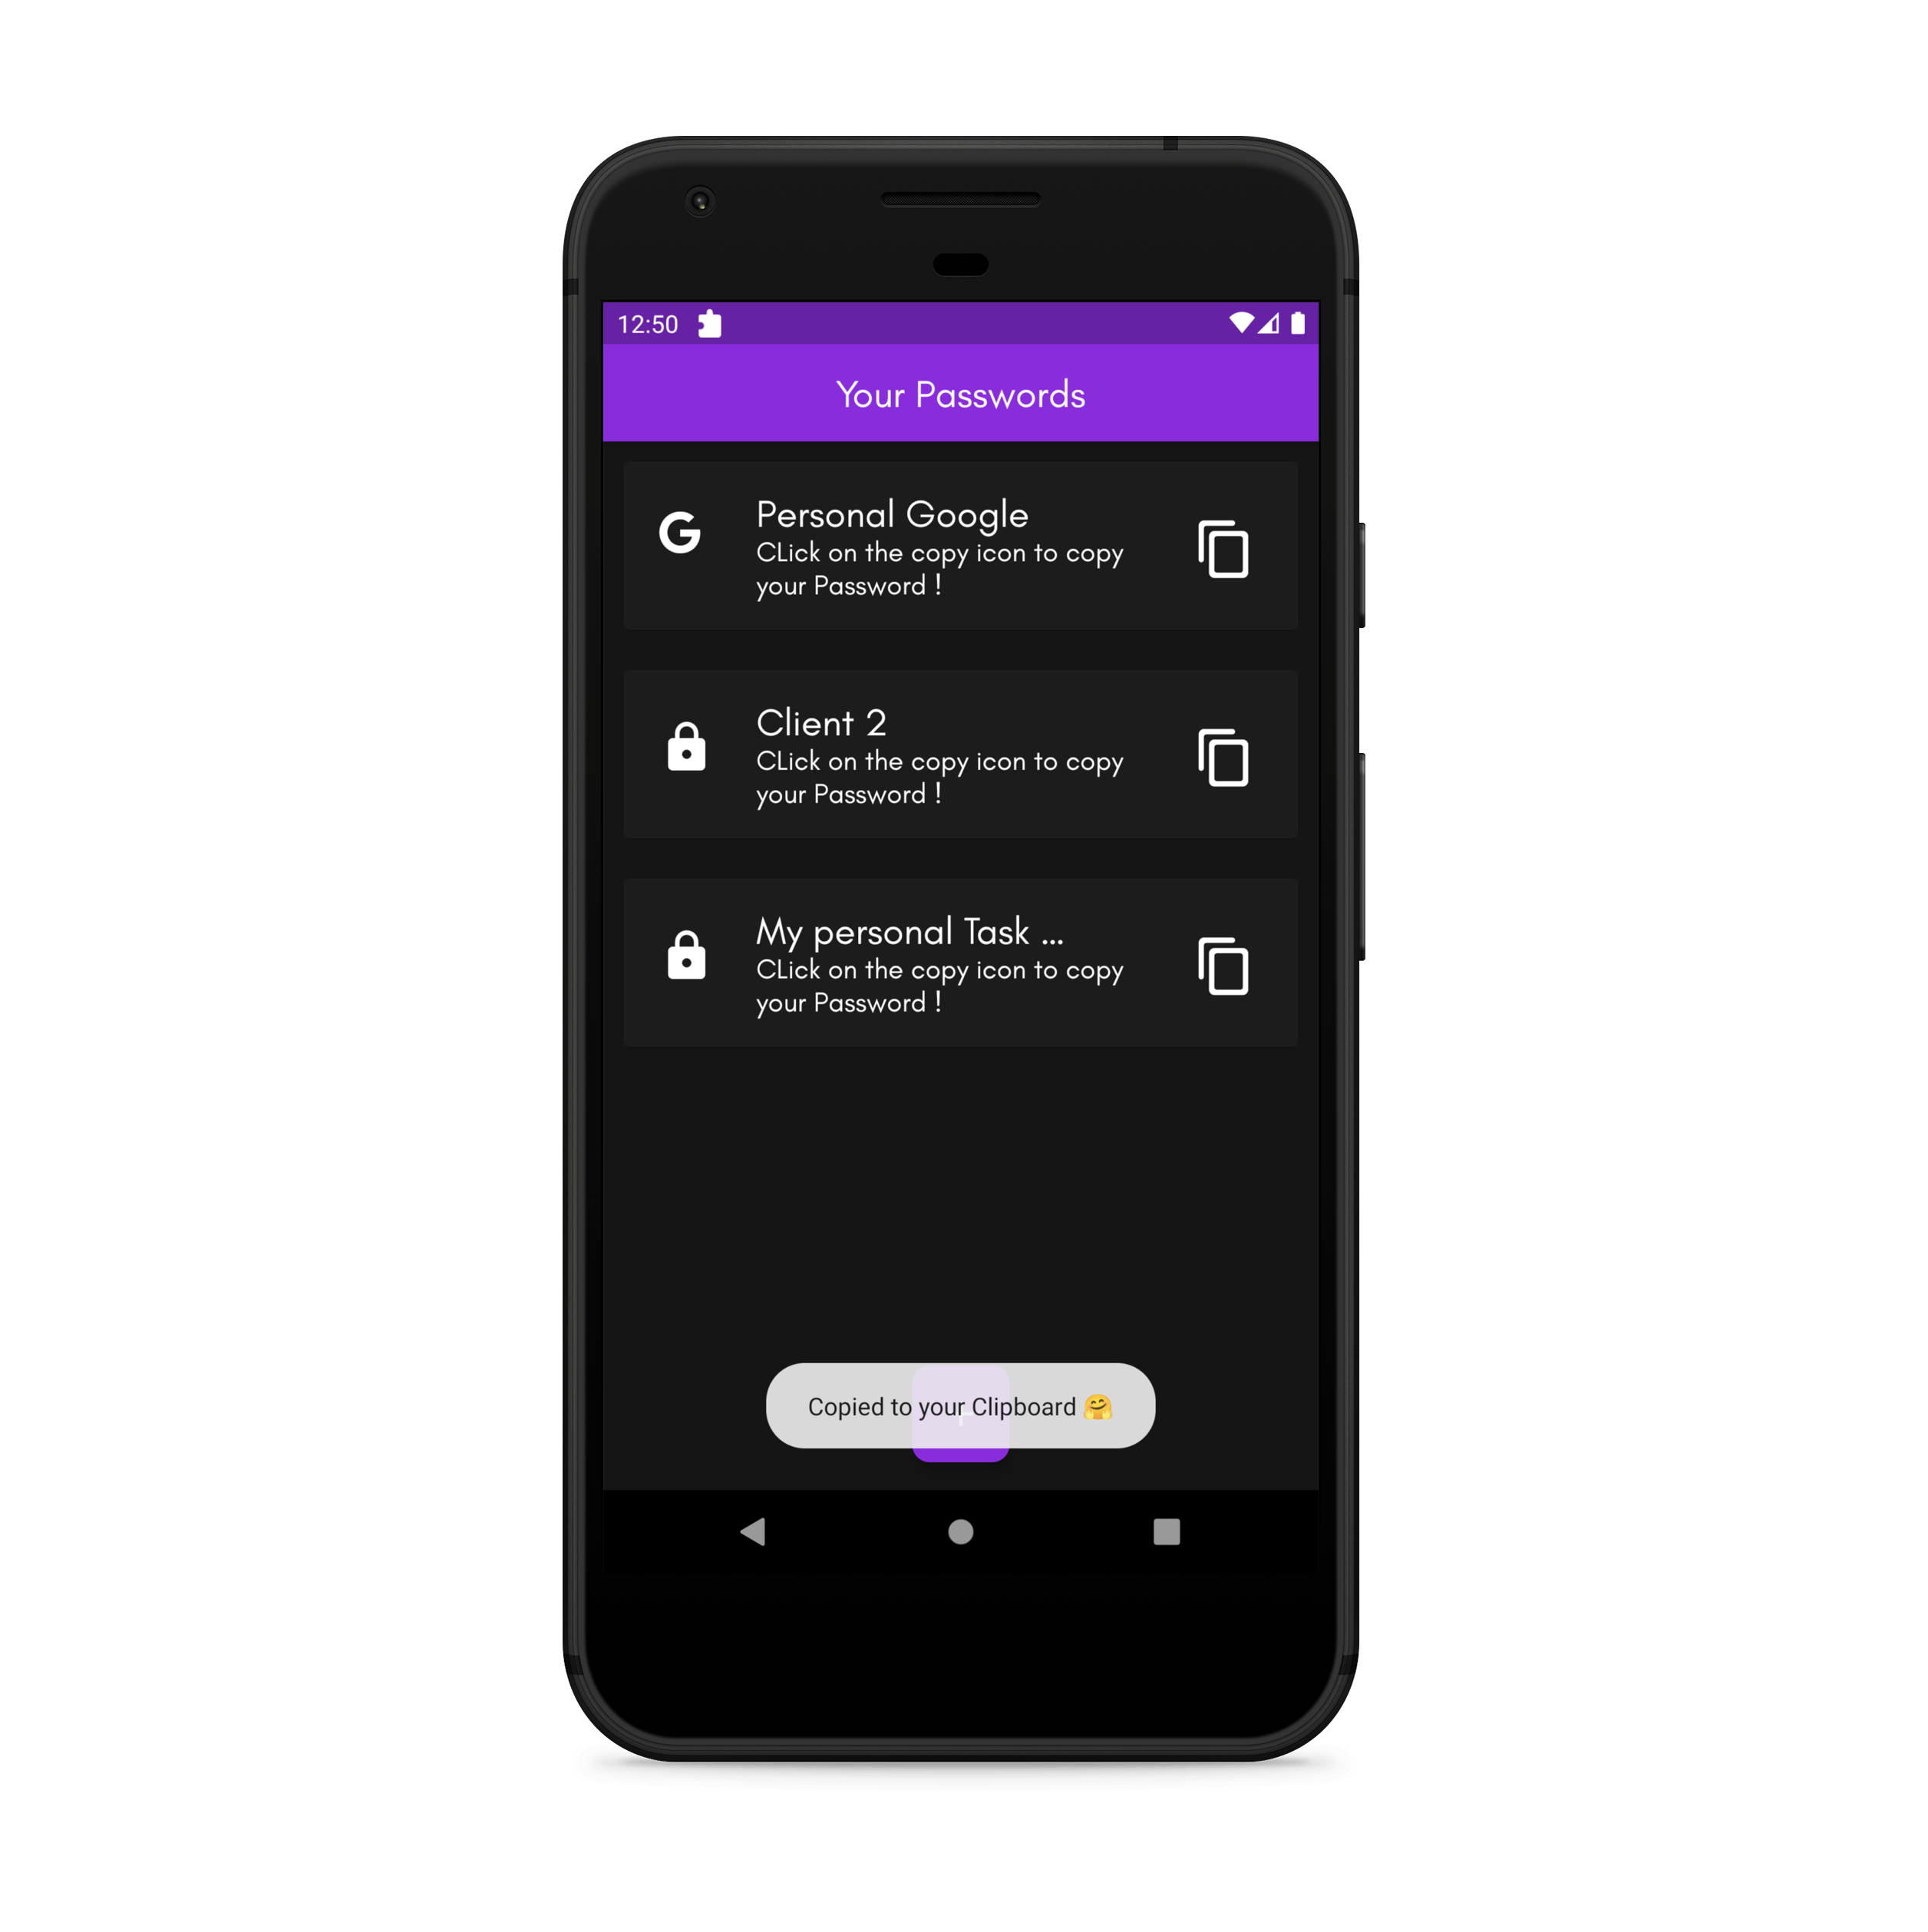 12:50
Your Passwords
Personal Google
CLick on the copy icon to copy
your Password !
Client 2
CLick on the copy icon to copy
your Password !
My personal Task ...
CLick on the copy icon to copy
your Password !
Copied to your Clipboard 🤗